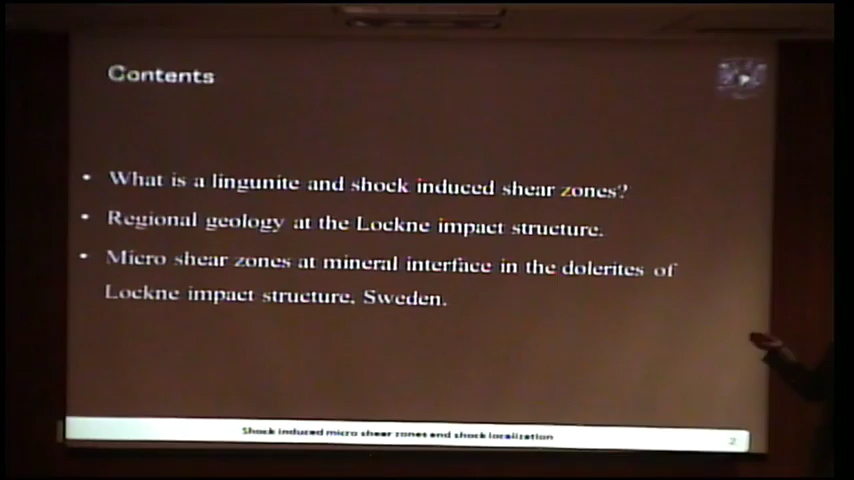 Contents
• What is a lingunite and shock induced shear zones?
• Regional geology at the Lockne impact structure.
• Micro shear zones at mineral interface in the dolerites of
Lockne impact structure, Sweden.
Shock induced micro shear zones and shock localization
2